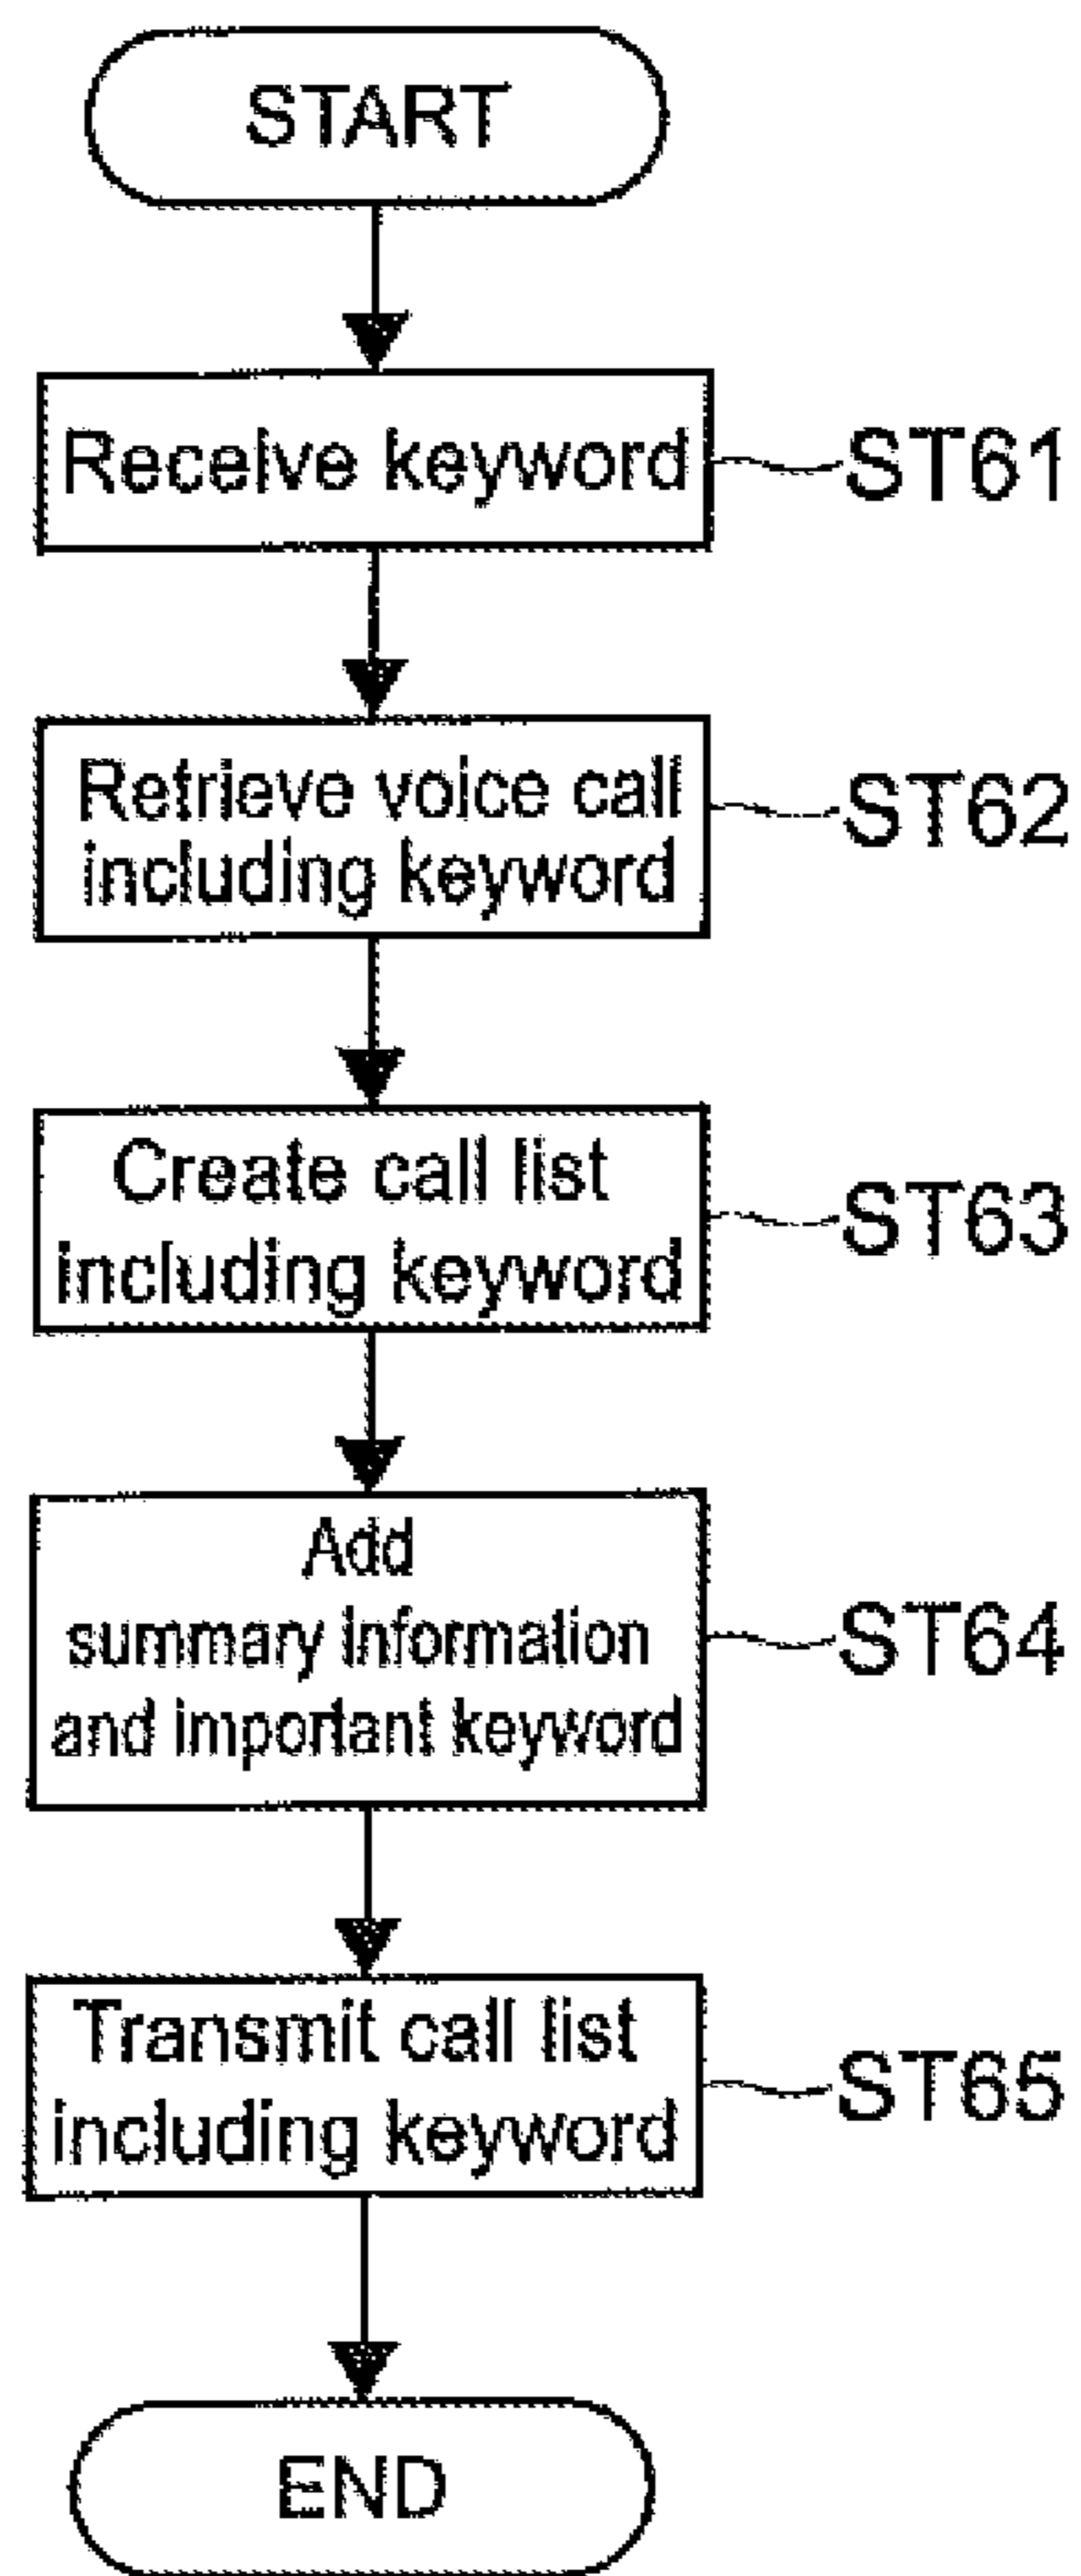 START
Receive keyword
ST61
Retrieve voice call
including keyword
ST62
Create call list
including keyword
ST63
Add
summary information
and important keyword
ST64
Transmit call list
including keyword
ST65
END